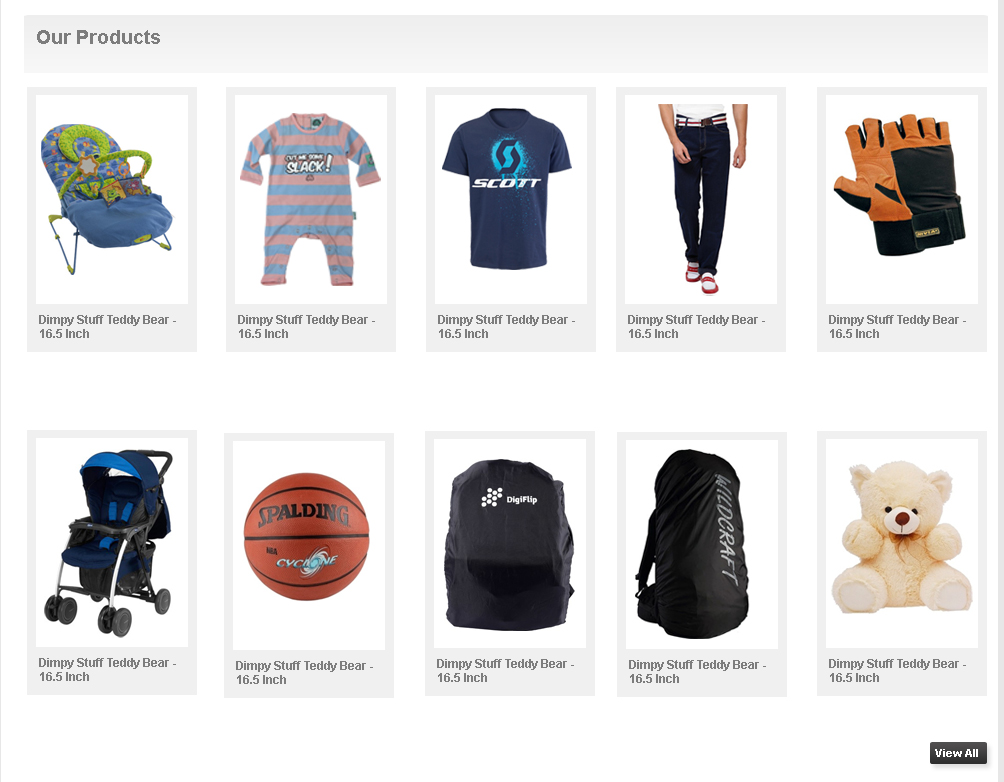 Our Products
CUT ME SOME
SLACK!
SCOTT
Dimpy Stuff Teddy Bear -
16.5 Inch
Dimpy Stuff Teddy Bear -
16.5 Inch
Dimpy Stuff Teddy Bear -
16.5 Inch
Dimpy Stuff Teddy Bear -
16.5 Inch
Dimpy Stuff Teddy Bear -
16.5 Inch
SPALDING
NBA
CYCLONE
DigiFlip
WILDCRAFT
Dimpy Stuff Teddy Bear -
16.5 Inch
Dimpy Stuff Teddy Bear -
16.5 Inch
Dimpy Stuff Teddy Bear -
16.5 Inch
Dimpy Stuff Teddy Bear -
16.5 Inch
Dimpy Stuff Teddy Bear -
16.5 Inch
View All